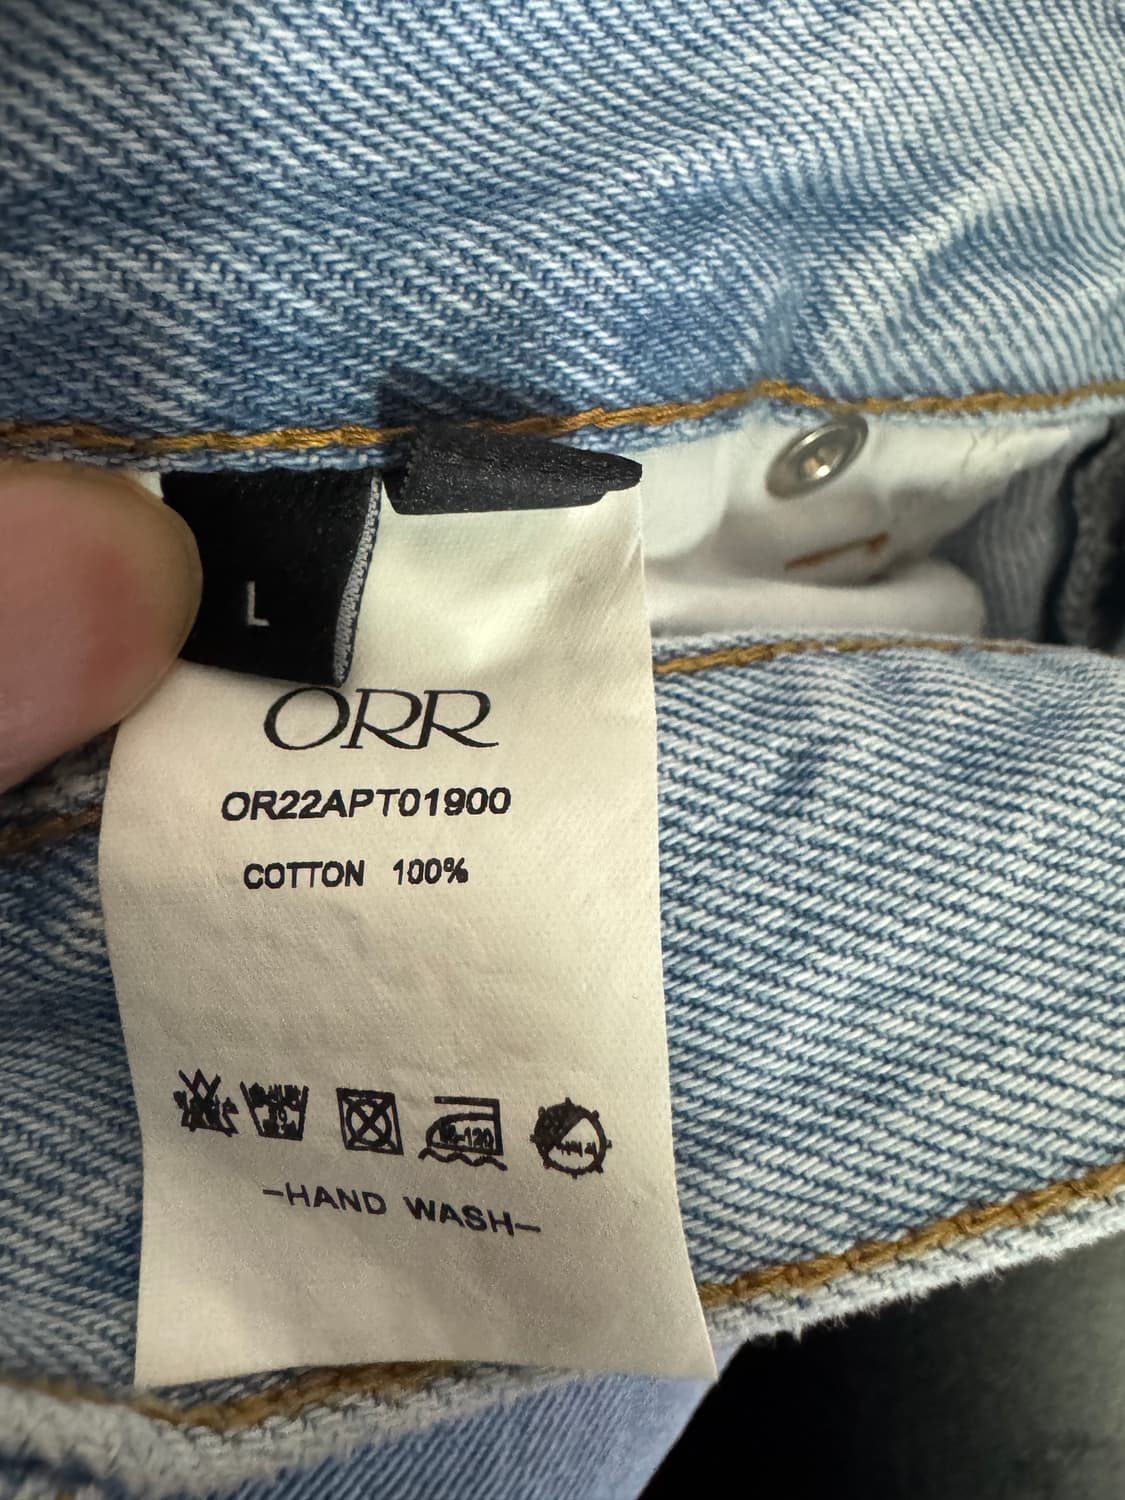 L
ORR
OR22APT01900
COTTON 100%
-HAND WASH-